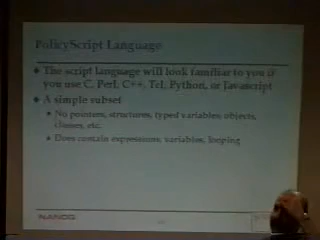 PolicyScript Language
The script language will look familiar to you if
you use C, Perl, C++, Tcl, Python, or Javascript
A simple subset
No pointers, structures, typed variables, objects,
classes, etc.
Does contain expressions, variables, looping
NANOG